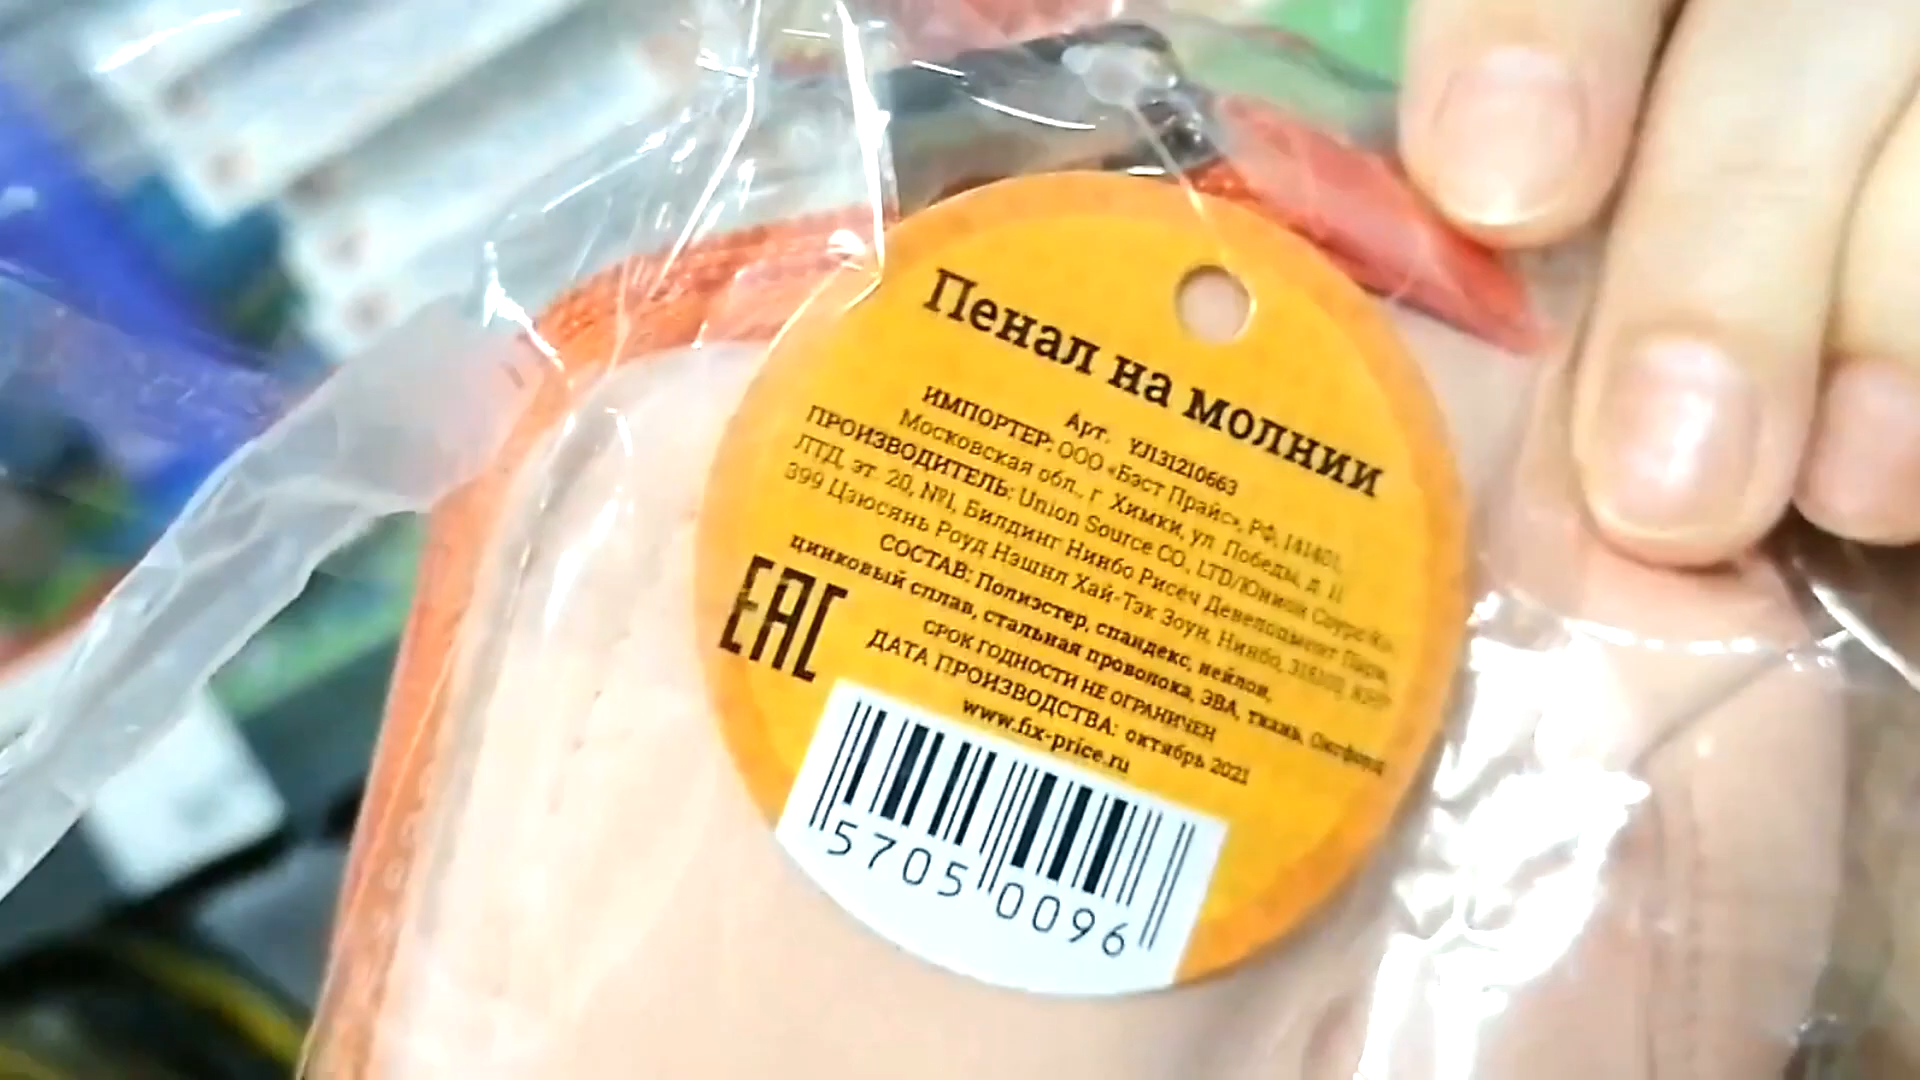 Пенал на молнии
Арт. YJ131210663
ИМПОРТЕР: ООО «Бэст Прайс», РФ, 141401,
Московская обл., г. Химки, ул. Победы, д. 11
ПРОИЗВОДИТЕЛЬ: Union Source CO., LTD/Юнион Соурс Ко.,
ЛТД, эт. 20, №1, Билдинг Нинбо Рисёч Девелопмент Парк,
399 Цзюсянь Роуд Нэшнл Хай-Тэк Зоун, Нинбо,
СОСТАВ: Полиэстер, спандекс, нейлон,
цинковый сплав, стальная проволока, ЭВА, ткань Оксфорд
СРОК ГОДНОСТИ НЕ ОГРАНИЧЕН
ДАТА ПРОИЗВОДСТВА: октябрь 2021
www.fix-price.ru
EAC
5705 0096